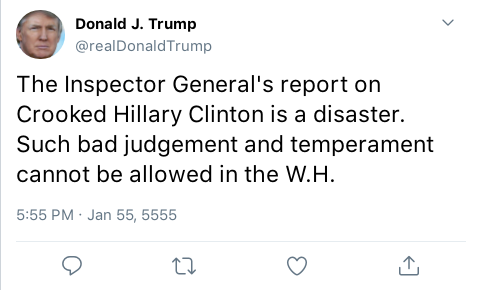 Donald J. Trump
@realDonaldTrump
The Inspector General's report on
Crooked Hillary Clinton is a disaster.
Such bad judgement and temperament
cannot be allowed in the W.H.
5:55 PM · Jan 55, 5555